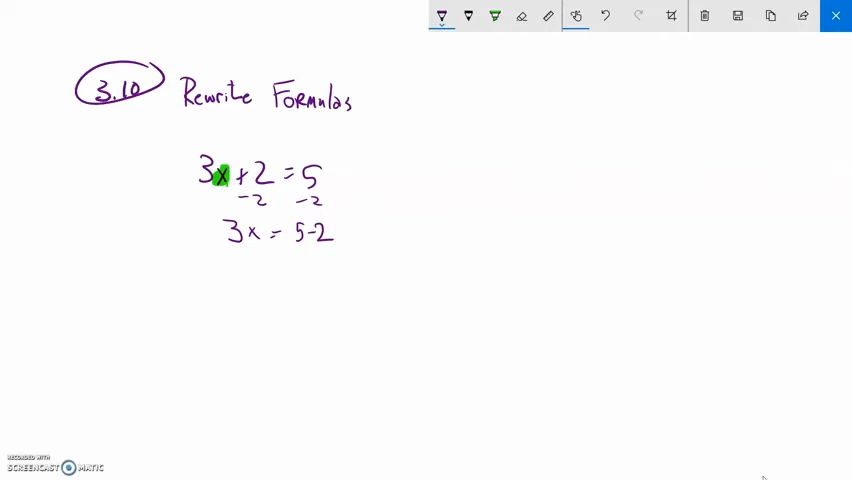 3.10 Rewrite Formulas
3x + 2 = 5
-2 -2
3x = 5-2
RECORDED WITH
SCREENCAST MATIC